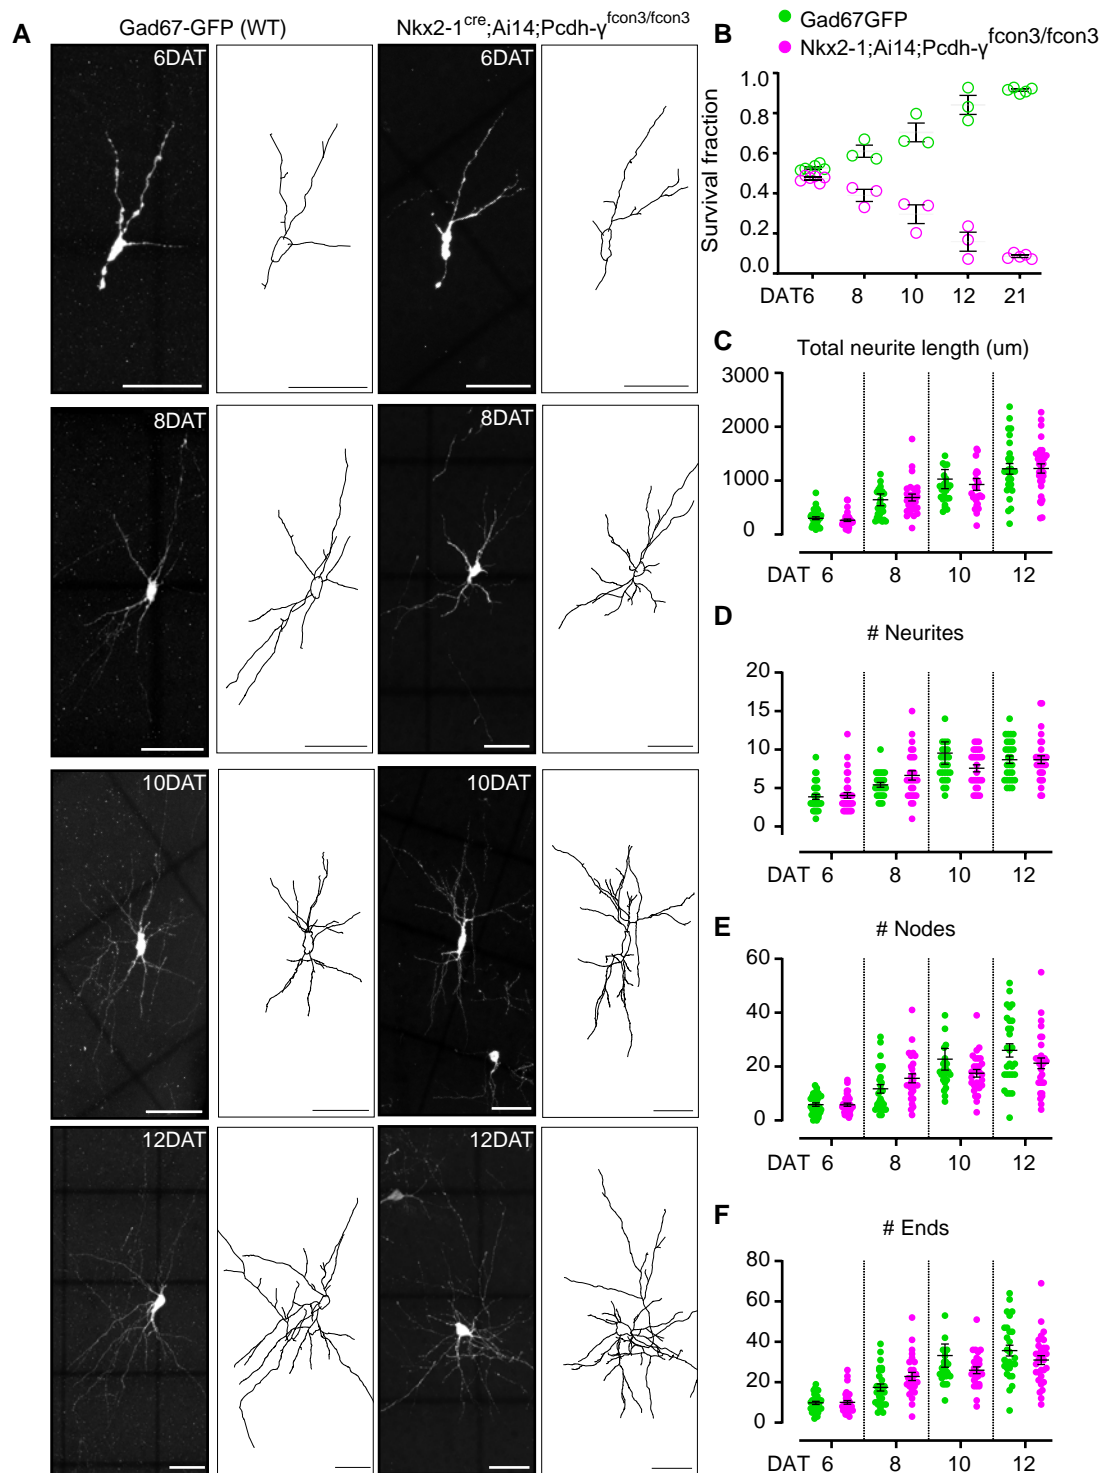 A
Gad67-GFP (WT)
Nkx2-1cre;Ai14;Pcdh-γfcon3/fcon3
6DAT
6DAT
8DAT
8DAT
10DAT
10DAT
12DAT
12DAT
B
Gad67GFP
Nkx2-1;Ai14;Pcdh-γfcon3/fcon3
Survival fraction
1.0
0.8
0.6
0.4
0.2
0.0
DAT6 8 10 12 21
C
Total neurite length (um)
3000
2000
1000
0
DAT 6 8 10 12
D
# Neurites
20
15
10
5
0
DAT 6 8 10 12
E
# Nodes
60
40
20
0
DAT 6 8 10 12
F
# Ends
80
60
40
20
0
DAT 6 8 10 12